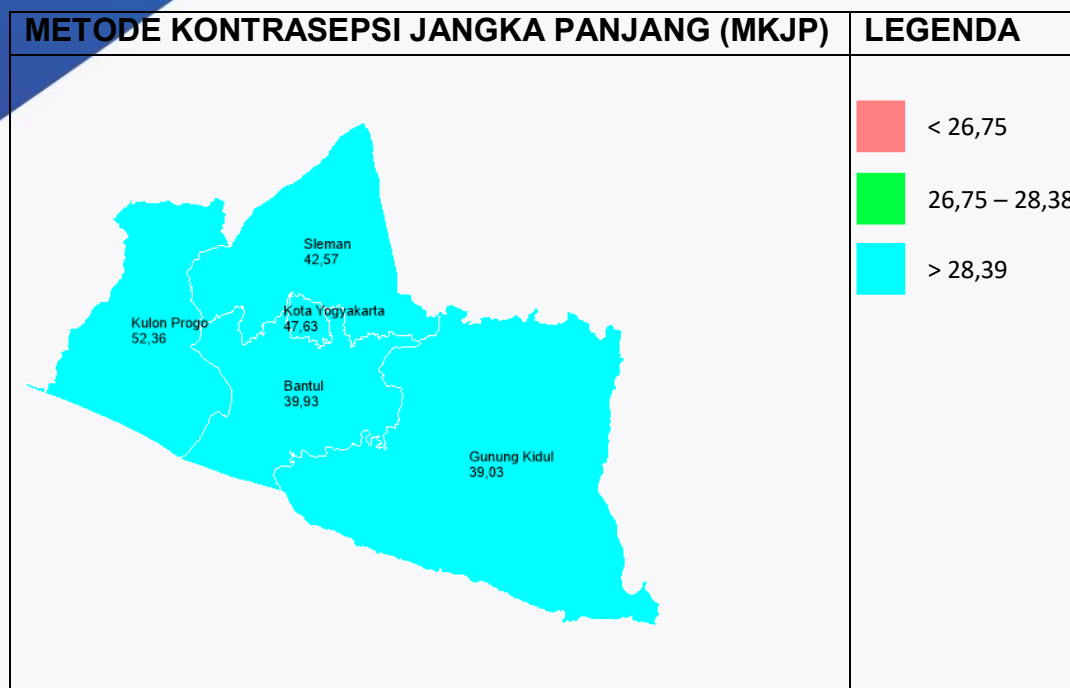 METODE KONTRASEPSI JANGKA PANJANG (MKJP)
LEGENDA
< 26,75
26,75 – 28,38
> 28,39
Sleman
42,57
Kota Yogyakarta
47,63
Kulon Progo
52,36
Bantul
39,93
Gunung Kidul
39,03